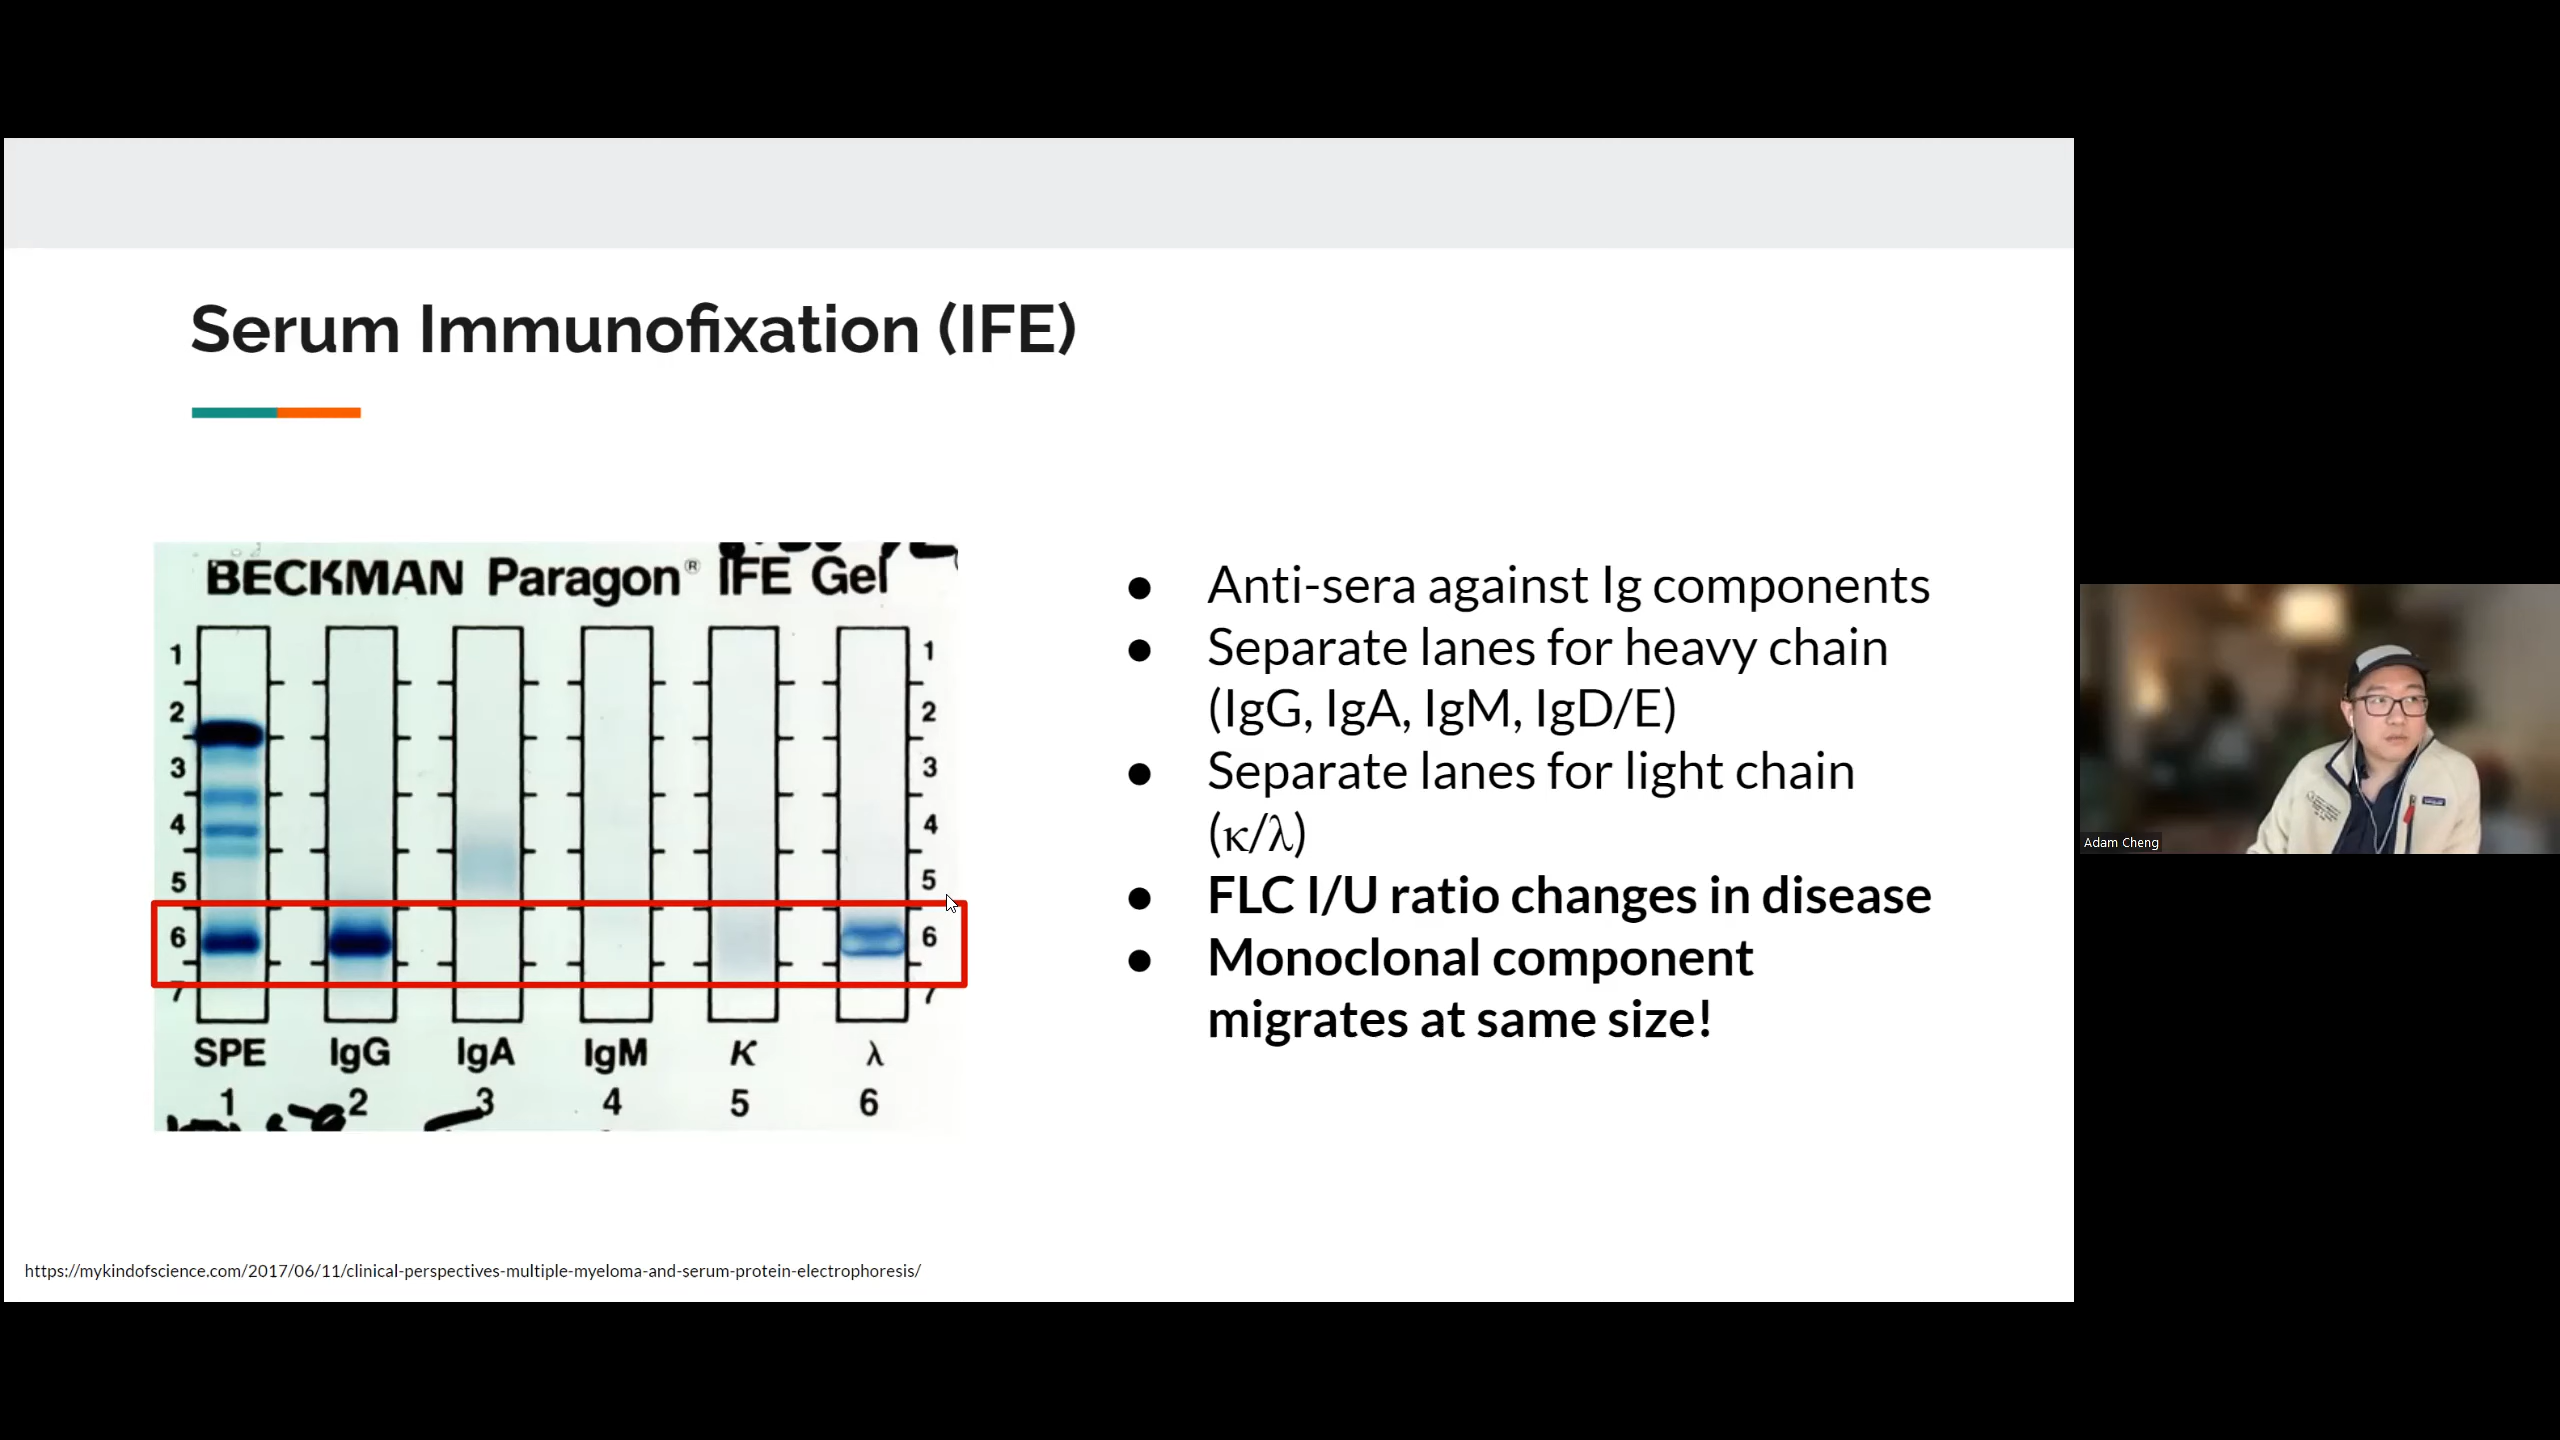 Serum Immunofixation (IFE)
BECKMAN Paragon® IFE Gel
1 1
2 2
3 3
4 4
5 5
6 6
7 7
SPE IgG IgA IgM K λ
1 2 3 4 5 6
● Anti-sera against Ig components
● Separate lanes for heavy chain
(IgG, IgA, IgM, IgD/E)
● Separate lanes for light chain
(κ/λ)
● FLC I/U ratio changes in disease
● Monoclonal component
migrates at same size!
https://mykindofscience.com/2017/06/11/clinical-perspectives-multiple-myeloma-and-serum-protein-electrophoresis/
Adam Cheng